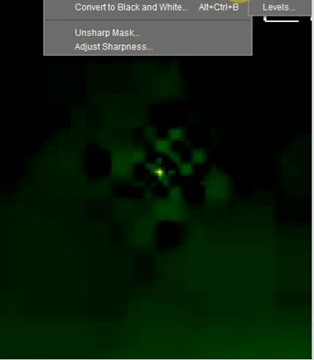 Convert to Black and White... Alt+Ctrl+B
Levels...
Unsharp Mask...
Adjust Sharpness...